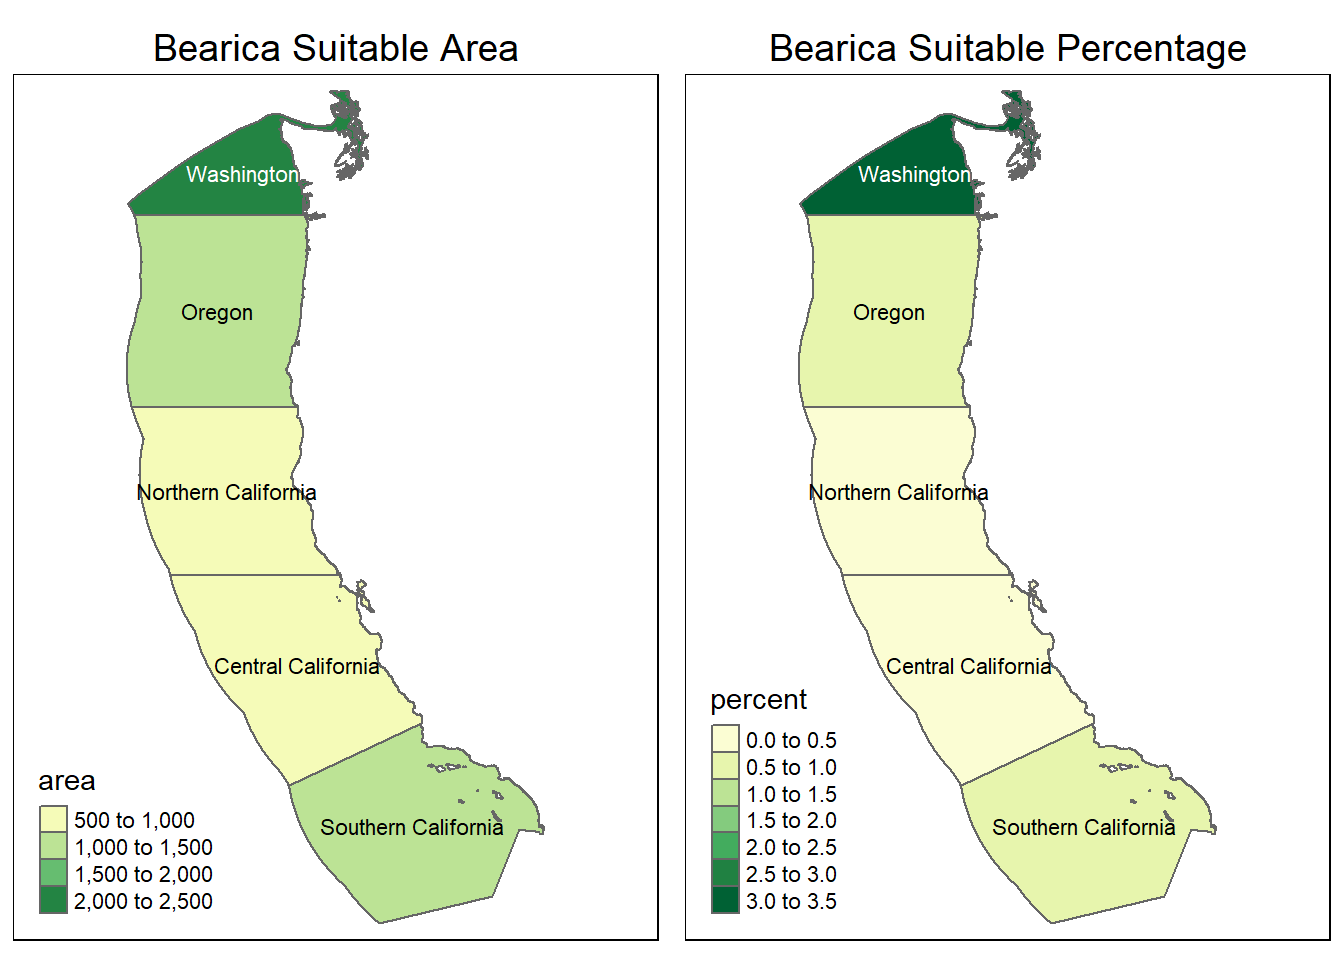 Bearica Suitable Area
Washington
Oregon
Northern California
Central California
Southern California
area
500 to 1,000
1,000 to 1,500
1,500 to 2,000
2,000 to 2,500
Bearica Suitable Percentage
Washington
Oregon
Northern California
Central California
Southern California
percent
0.0 to 0.5
0.5 to 1.0
1.0 to 1.5
1.5 to 2.0
2.0 to 2.5
2.5 to 3.0
3.0 to 3.5